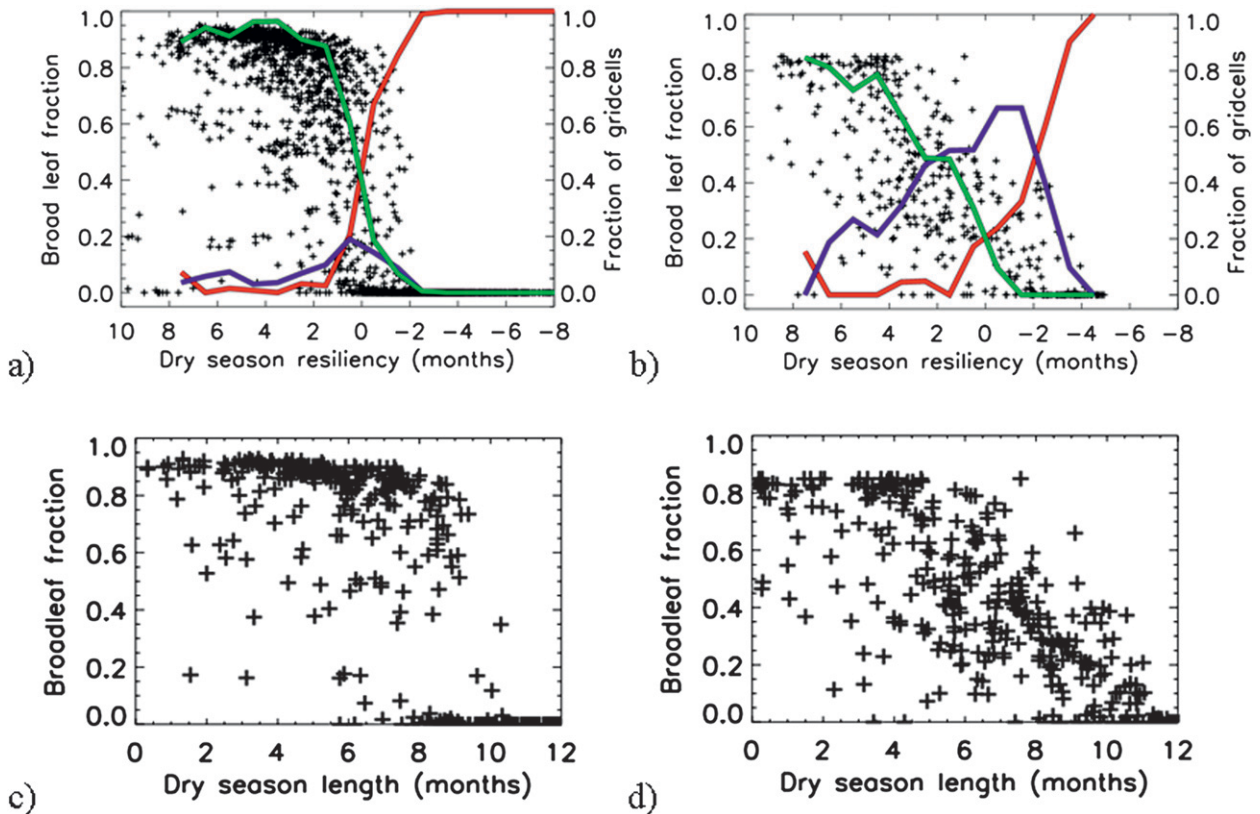 Broad leaf fraction
1.0
0.8
0.6
0.4
0.2
0.0
10 8 6 4 2 0 -2 -4 -6 -8
Dry season resiliency (months)
1.0
0.8
0.6
0.4
0.2
0.0
Fraction of gridcells
a)
Broad leaf fraction
1.0
0.8
0.6
0.4
0.2
0.0
10 8 6 4 2 0 -2 -4 -6 -8
Dry season resiliency (months)
1.0
0.8
0.6
0.4
0.2
0.0
Fraction of gridcells
b)
Broadleaf fraction
1.0
0.8
0.6
0.4
0.2
0.0
0 2 4 6 8 10 12
Dry season length (months)
c)
Broadleaf fraction
1.0
0.8
0.6
0.4
0.2
0.0
0 2 4 6 8 10 12
Dry season length (months)
d)